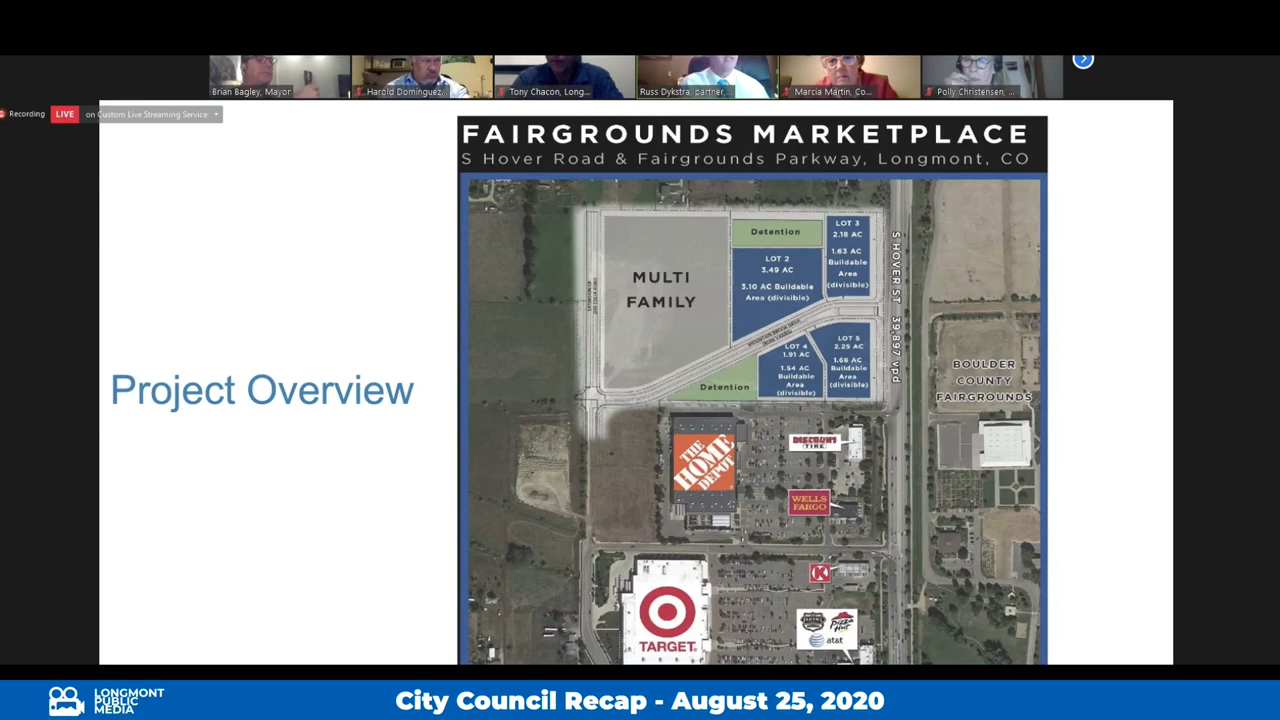 Brian Bagley, Mayor
Harold Dominguez...
Tony Chacon, Long...
Russ Dykstra, partner...
Marcia Martin, Co...
Polly Christensen, ...
Recording
LIVE
on Custom Live Streaming Service
FAIRGROUNDS MARKETPLACE
S Hover Road & Fairgrounds Parkway, Longmont, CO
Project Overview
MULTI
FAMILY
Detention
LOT 2
3.49 AC
3.10 AC Buildable
Area (divisible)
LOT 3
2.18 AC
1.63 AC
Buildable
Area
(divisible)
S HOVER ST 39,897 vpd
LOT 4
1.91 AC
1.54 AC
Buildable
Area
(divisible)
LOT 5
2.25 AC
1.68 AC
Buildable
Area
(divisible)
Detention
BOULDER
COUNTY
FAIRGROUNDS
THE
HOME
DEPOT
DISCOUNT
TIRE
WELLS
FARGO
K
TARGET
Pizza
Hut
at&t
LONGMONT
PUBLIC
MEDIA
City Council Recap - August 25, 2020